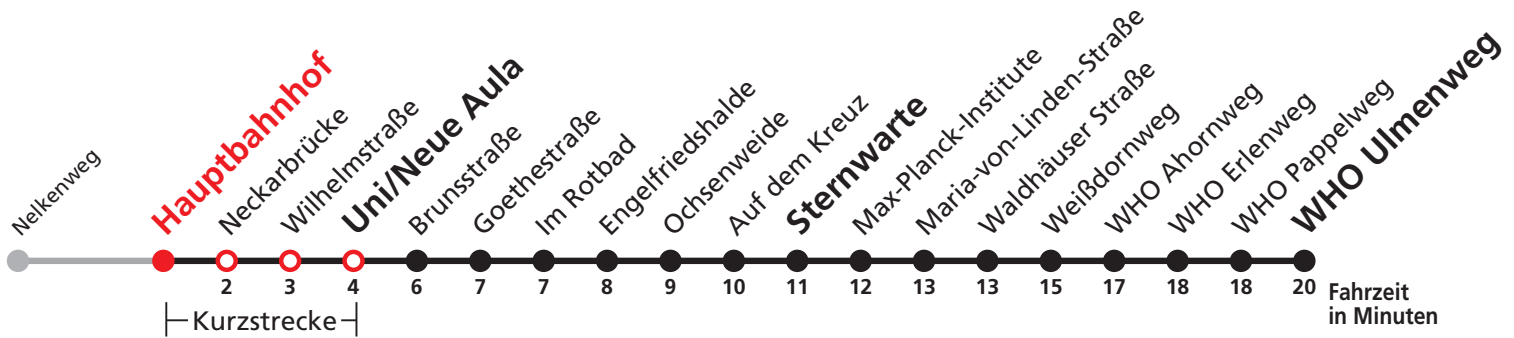 Nelkenweg
Hauptbahnhof
Neckarbrücke
Wilhelmstraße
Uni/Neue Aula
Brunsstraße
Goethestraße
Im Rotbad
Engelfriedshalde
Ochsenweide
Auf dem Kreuz
Sternwarte
Max-Planck-Institute
Maria-von-Linden-Straße
Waldhäuser Straße
Weißdornweg
WHO Ahornweg
WHO Erlenweg
WHO Pappelweg
WHO Ulmenweg
2 3 4 6 7 7 8 9 10 11 12 13 13 15 17 18 18 20
Fahrzeit
in Minuten
Kurzstrecke